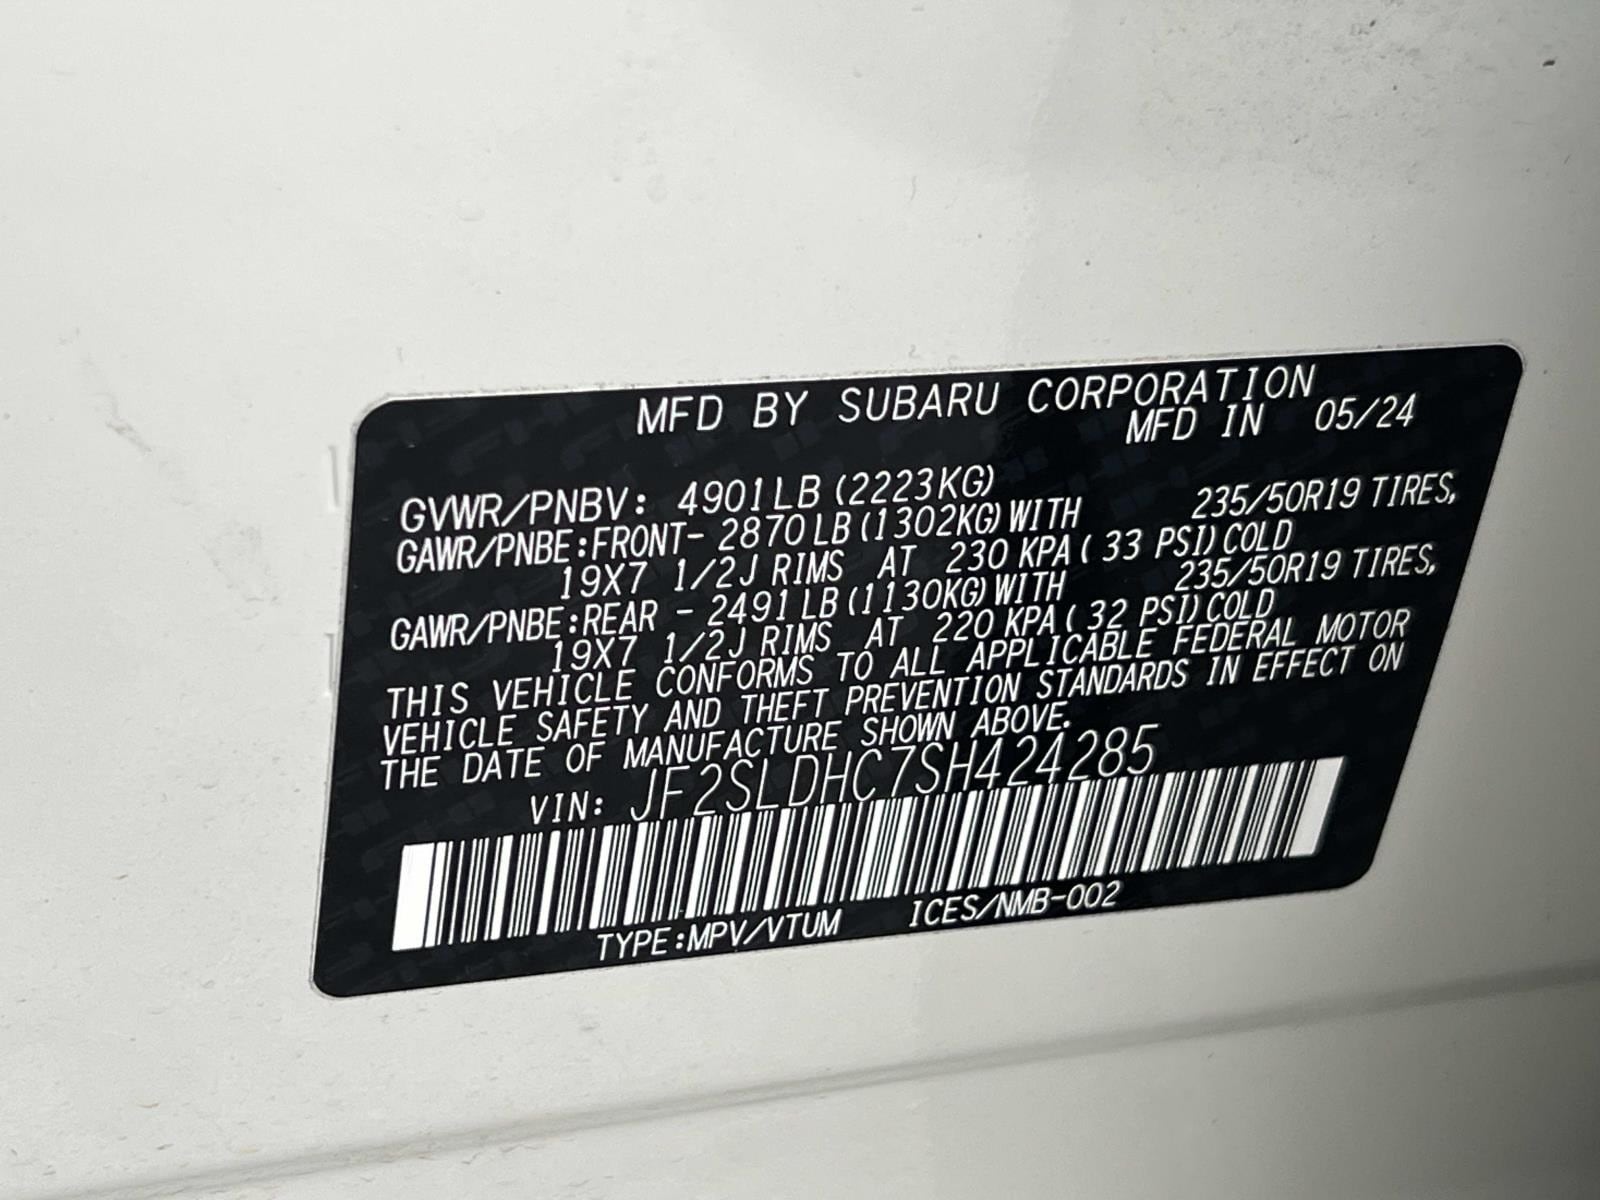 MFD BY SUBARU CORPORATION
MFD IN 05/24
GVWR/PNBV: 4901LB(2223KG)
GAWR/PNBE:FRONT- 2870LB(1302KG)WITH 235/50R19 TIRES,
19X7 1/2J RIMS AT 230 KPA( 33 PSI)COLD
GAWR/PNBE:REAR - 2491LB(1130KG)WITH 235/50R19 TIRES,
19X7 1/2J RIMS AT 220 KPA( 32 PSI)COLD
THIS VEHICLE CONFORMS TO ALL APPLICABLE FEDERAL MOTOR
VEHICLE SAFETY AND THEFT PREVENTION STANDARDS IN EFFECT ON
THE DATE OF MANUFACTURE SHOWN ABOVE.
VIN: JF2SLDHC7SH424285
TYPE:MPV/VTUM ICES/NMB-002